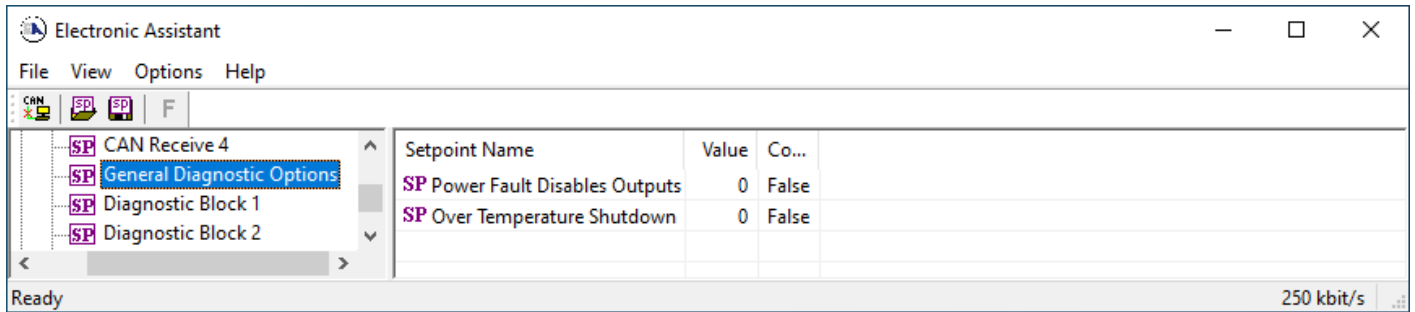 Electronic Assistant
File View Options Help
CAN SP SP F
SP CAN Receive 4
SP General Diagnostic Options
SP Diagnostic Block 1
SP Diagnostic Block 2
Setpoint Name Value Co...
SP Power Fault Disables Outputs 0 False
SP Over Temperature Shutdown 0 False
Ready 250 kbit/s